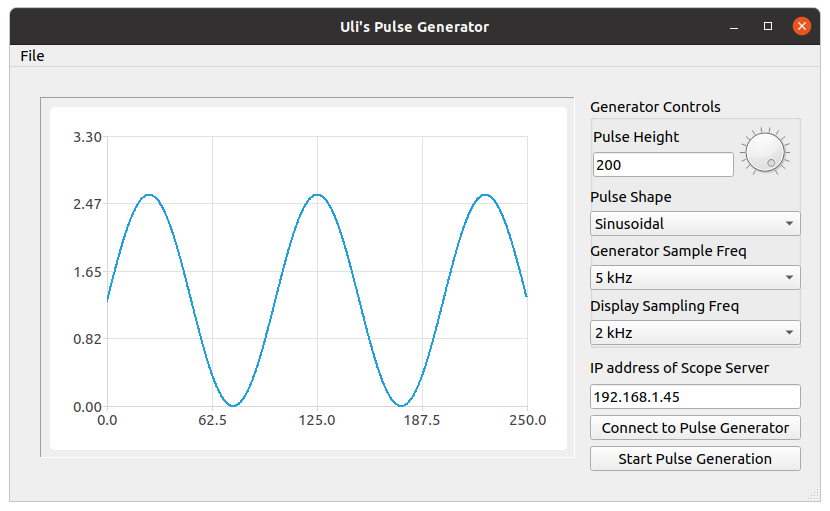 Uli's Pulse Generator
File
3.30
2.47
1.65
0.82
0.00
0.0 62.5 125.0 187.5 250.0
Generator Controls
Pulse Height
200
Pulse Shape
Sinusoidal
Generator Sample Freq
5 kHz
Display Sampling Freq
2 kHz
IP address of Scope Server
192.168.1.45
Connect to Pulse Generator
Start Pulse Generation